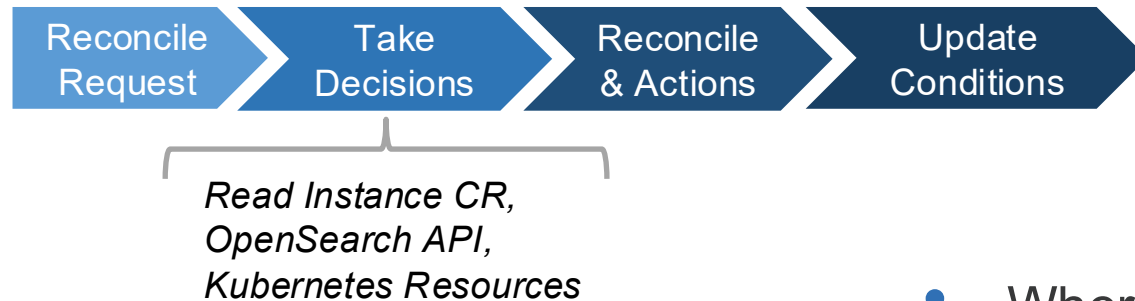 Reconcile
Request
Take
Decisions
Reconcile
& Actions
Update
Conditions
Read Instance CR,
OpenSearch API,
Kubernetes Resources